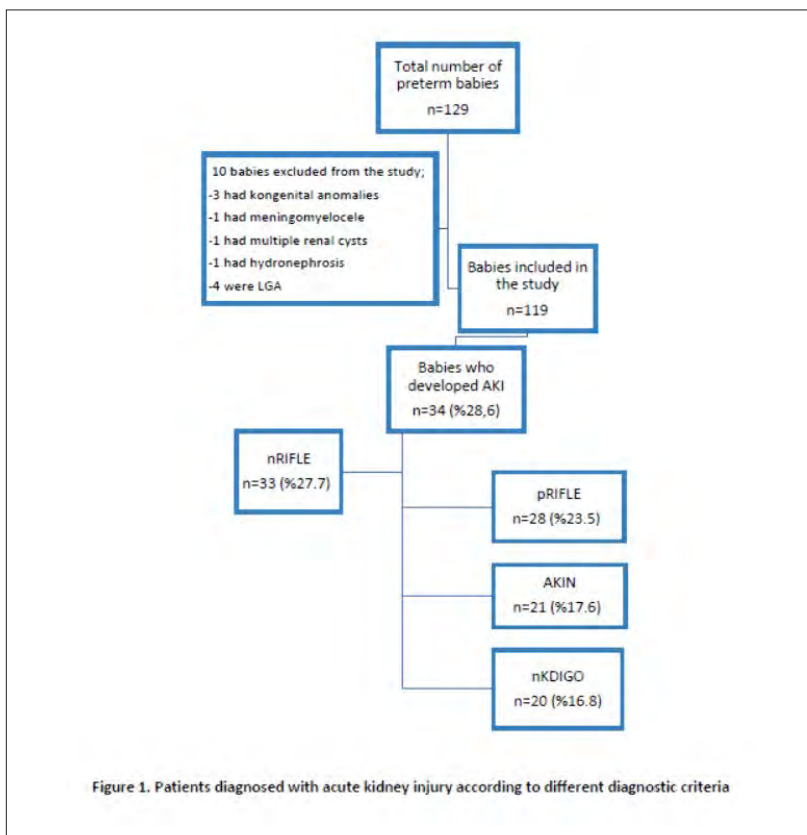 Total number of
preterm babies
n=129
10 babies excluded from the study;
-3 had kongenital anomalies
-1 had meningomyelocele
-1 had multiple renal cysts
-1 had hydronephrosis
-4 were LGA
Babies included in
the study
n=119
Babies who
developed AKI
n=34 (%28,6)
nRIFLE
n=33 (%27.7)
pRIFLE
n=28 (%23.5)
AKIN
n=21 (%17.6)
nKDIGO
n=20 (%16.8)
Figure 1. Patients diagnosed with acute kidney injury according to different diagnostic criteria